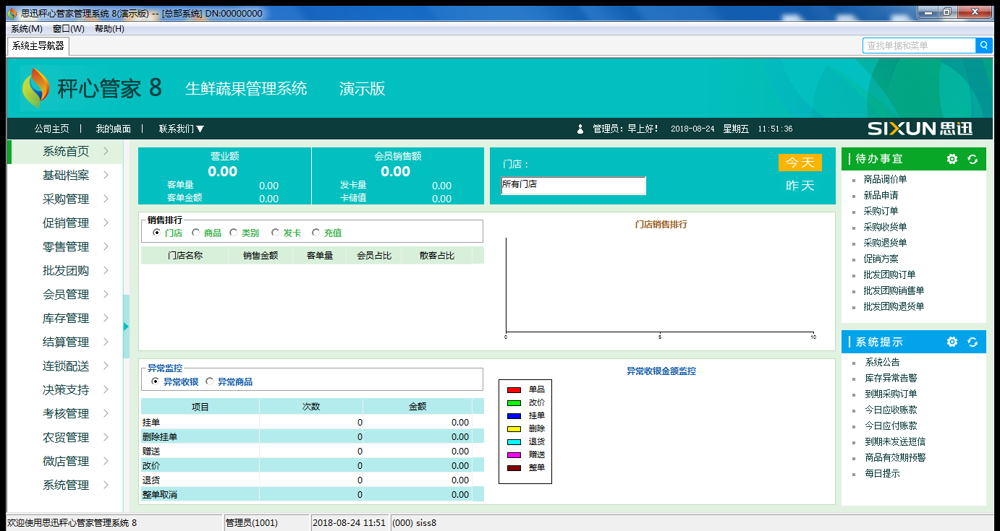 思迅秤心管家管理系统 8(演示版) -- [总部系统] DN:00000000
系统(M) 窗口(W) 帮助(H)
系统主导航器
查找单据和菜单
秤心管家 8 生鲜蔬果管理系统 演示版
公司主页 | 我的桌面 | 联系我们▼
管理员: 早上好! 2018-08-24 星期五 11:51:36
SIXUN思迅
系统首页
基础档案
采购管理
促销管理
零售管理
批发团购
会员管理
库存管理
结算管理
连锁配送
决策支持
考核管理
农贸管理
微店管理
系统管理
营业额
0.00
客单量 0.00
客单金额 0.00
会员销售额
0.00
发卡量 0.00
卡储值 0.00
门店：
所有门店
今天
昨天
销售排行
门店 商品 类别 发卡 充值
门店名称 销售金额 客单量 会员占比 散客占比
门店销售排行
0 5 10
异常监控
异常收银 异常商品
项目 次数 金额
挂单 0 0.00
删除挂单 0 0.00
赠送 0 0.00
改价 0 0.00
退货 0 0.00
整单取消 0 0.00
异常收银金额监控
单品
改价
挂单
删除
退货
赠送
整单
待办事宜
商品调价单
新品申请
采购订单
采购收货单
采购退货单
促销方案
批发团购订单
批发团购销售单
批发团购退货单
系统提示
系统公告
库存异常告警
到期采购订单
今日应收账款
今日应付账款
到期未发送短信
商品有效期预警
每日提示
欢迎使用思迅秤心管家管理系统 8
管理员(1001)
2018-08-24 11:51
(000) siss8